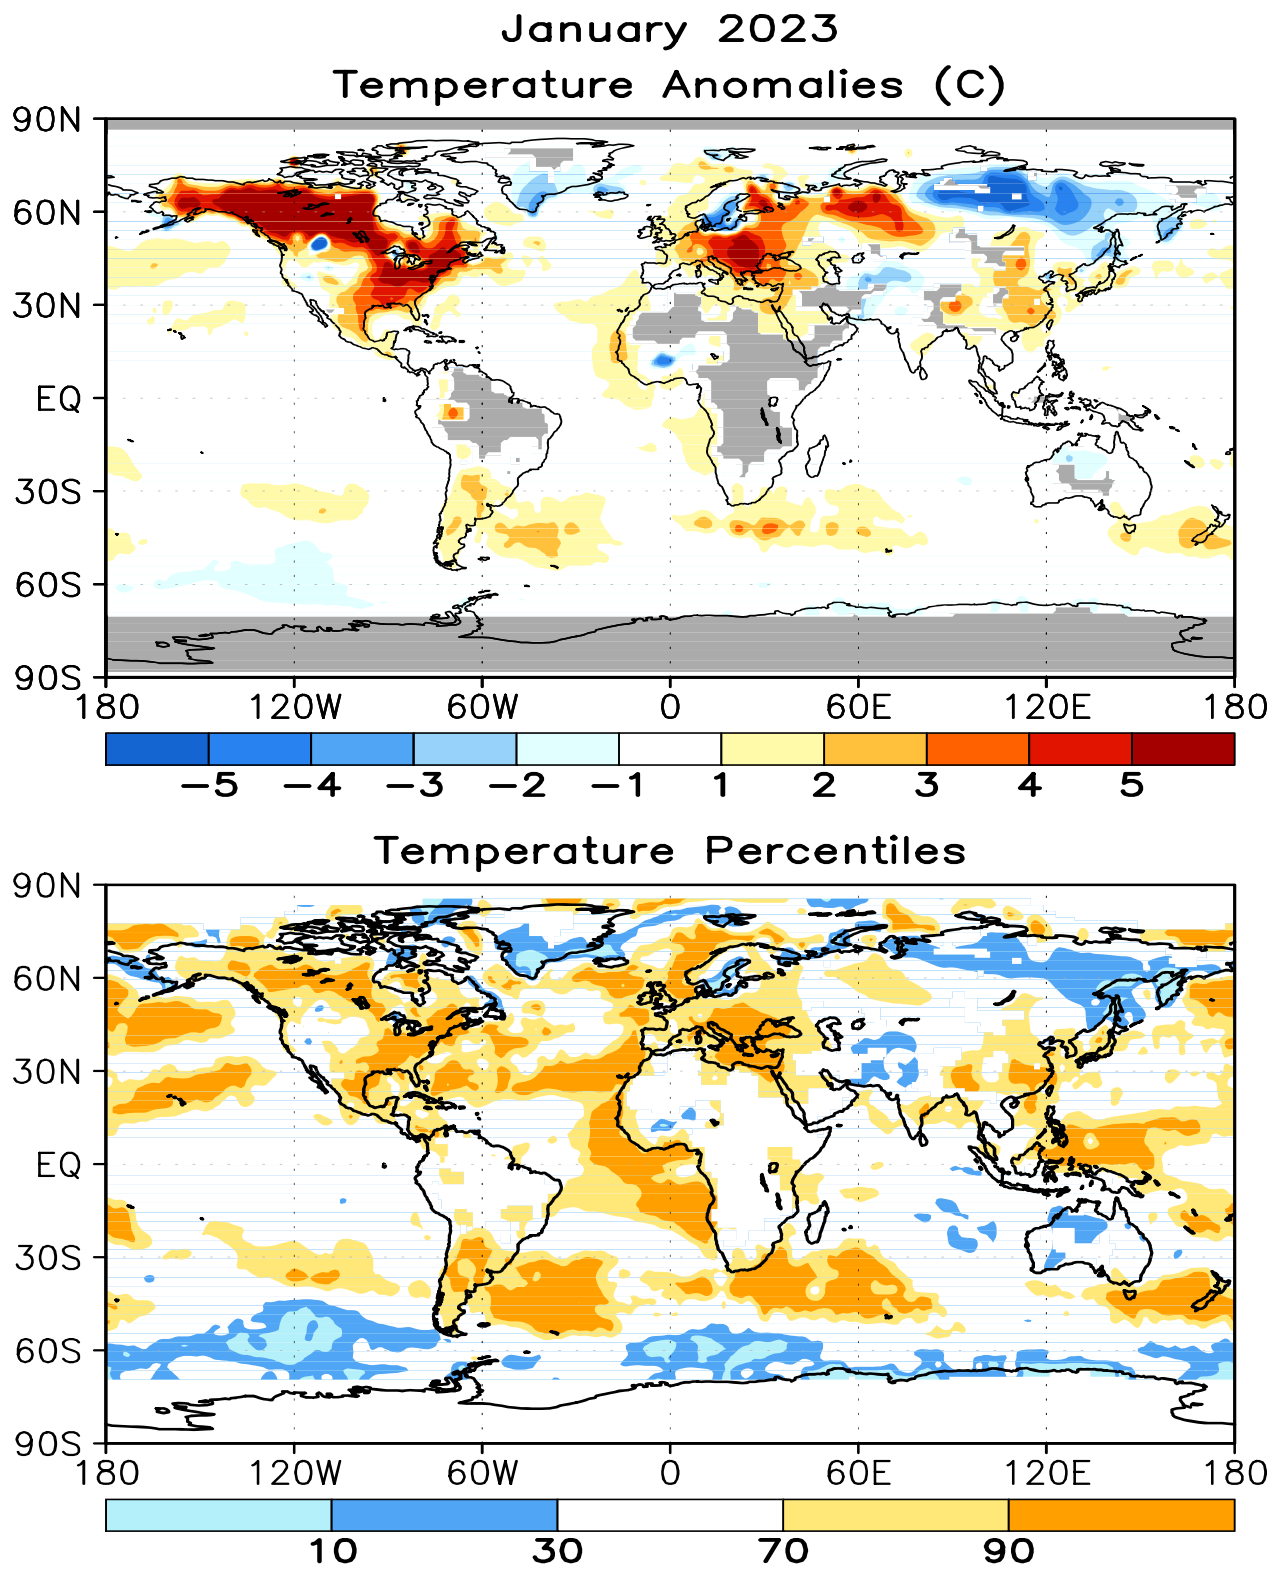 January 2023
Temperature Anomalies (C)
90N
60N
30N
EQ
30S
60S
90S
180 120W 60W 0 60E 120E 180
−5 −4 −3 −2 −1 1 2 3 4 5
Temperature Percentiles
90N
60N
30N
EQ
30S
60S
90S
180 120W 60W 0 60E 120E 180
10 30 70 90